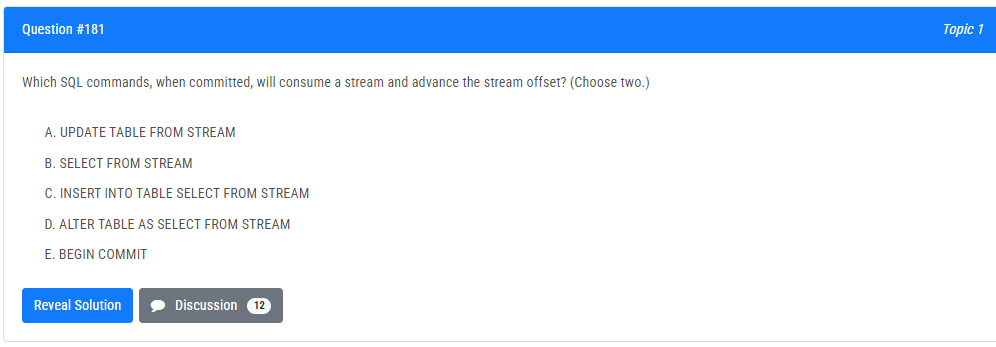 Question #181
Topic 1
Which SQL commands, when committed, will consume a stream and advance the stream offset? (Choose two.)
A. UPDATE TABLE FROM STREAM
B. SELECT FROM STREAM
C. INSERT INTO TABLE SELECT FROM STREAM
D. ALTER TABLE AS SELECT FROM STREAM
E. BEGIN COMMIT
Reveal Solution
Discussion 12